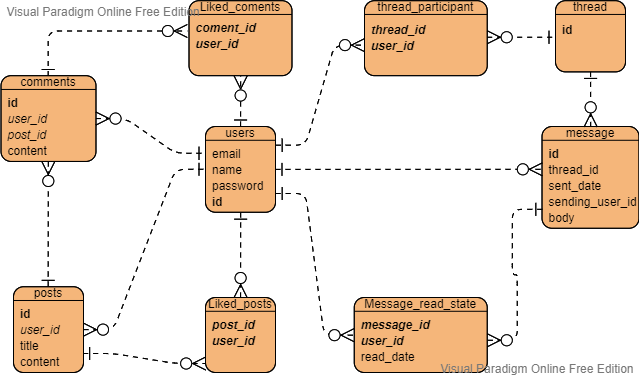 Visual Paradigm Online Free Edition
Liked_coments
coment_id
user_id
thread_participant
thread_id
user_id
thread
id
comments
id
user_id
post_id
content
users
email
name
password
id
message
id
thread_id
sent_date
sending_user_id
body
posts
id
user_id
title
content
Liked_posts
post_id
user_id
Message_read_state
message_id
user_id
read_date
Visual Paradigm Online Free Edition